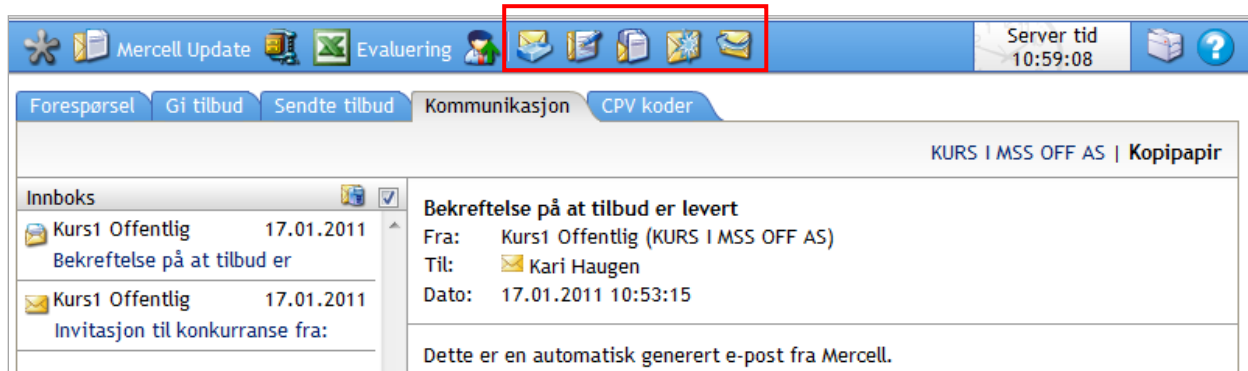 Mercell Update Evaluering Server tid
10:59:08
Forespørsel Gi tilbud Sendte tilbud Kommunikasjon CPV koder
KURS I MSS OFF AS | Kopipapir
Innboks
Kurs1 Offentlig 17.01.2011
Bekreftelse på at tilbud er
Kurs1 Offentlig 17.01.2011
Invitasjon til konkurranse fra:
Bekreftelse på at tilbud er levert
Fra: Kurs1 Offentlig (KURS I MSS OFF AS)
Til: Kari Haugen
Dato: 17.01.2011 10:53:15
Dette er en automatisk generert e-post fra Mercell.